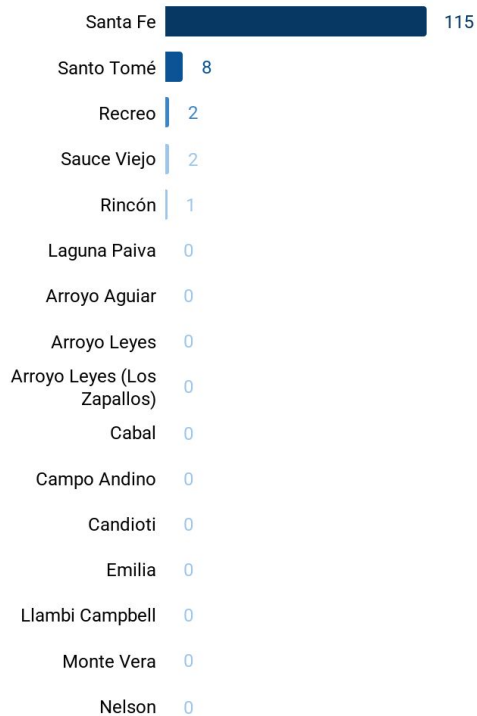 Santa Fe 115
Santo Tomé 8
Recreo 2
Sauce Viejo 2
Rincón 1
Laguna Paiva 0
Arroyo Aguiar 0
Arroyo Leyes 0
Arroyo Leyes (Los
Zapallos) 0
Cabal 0
Campo Andino 0
Candioti 0
Emilia 0
Llambi Campbell 0
Monte Vera 0
Nelson 0